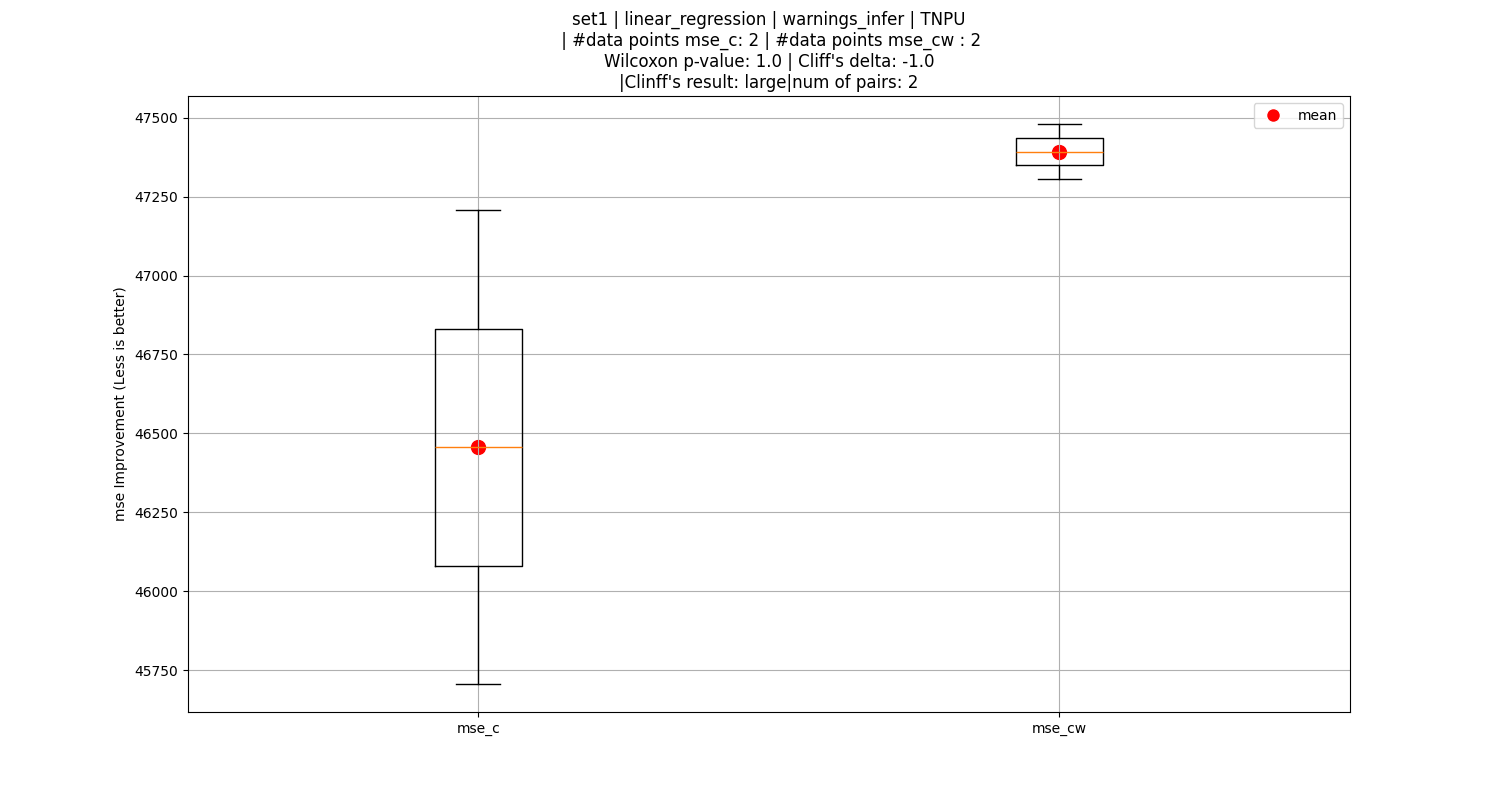 set1 | linear_regression | warnings_infer | TNPU
| #data points mse_c: 2 | #data points mse_cw : 2
Wilcoxon p-value: 1.0 | Cliff's delta: -1.0
|Clinff's result: large|num of pairs: 2
mean
47500
47250
47000
46750
46500
46250
46000
45750
mse Improvement (Less is better)
mse_c
mse_cw